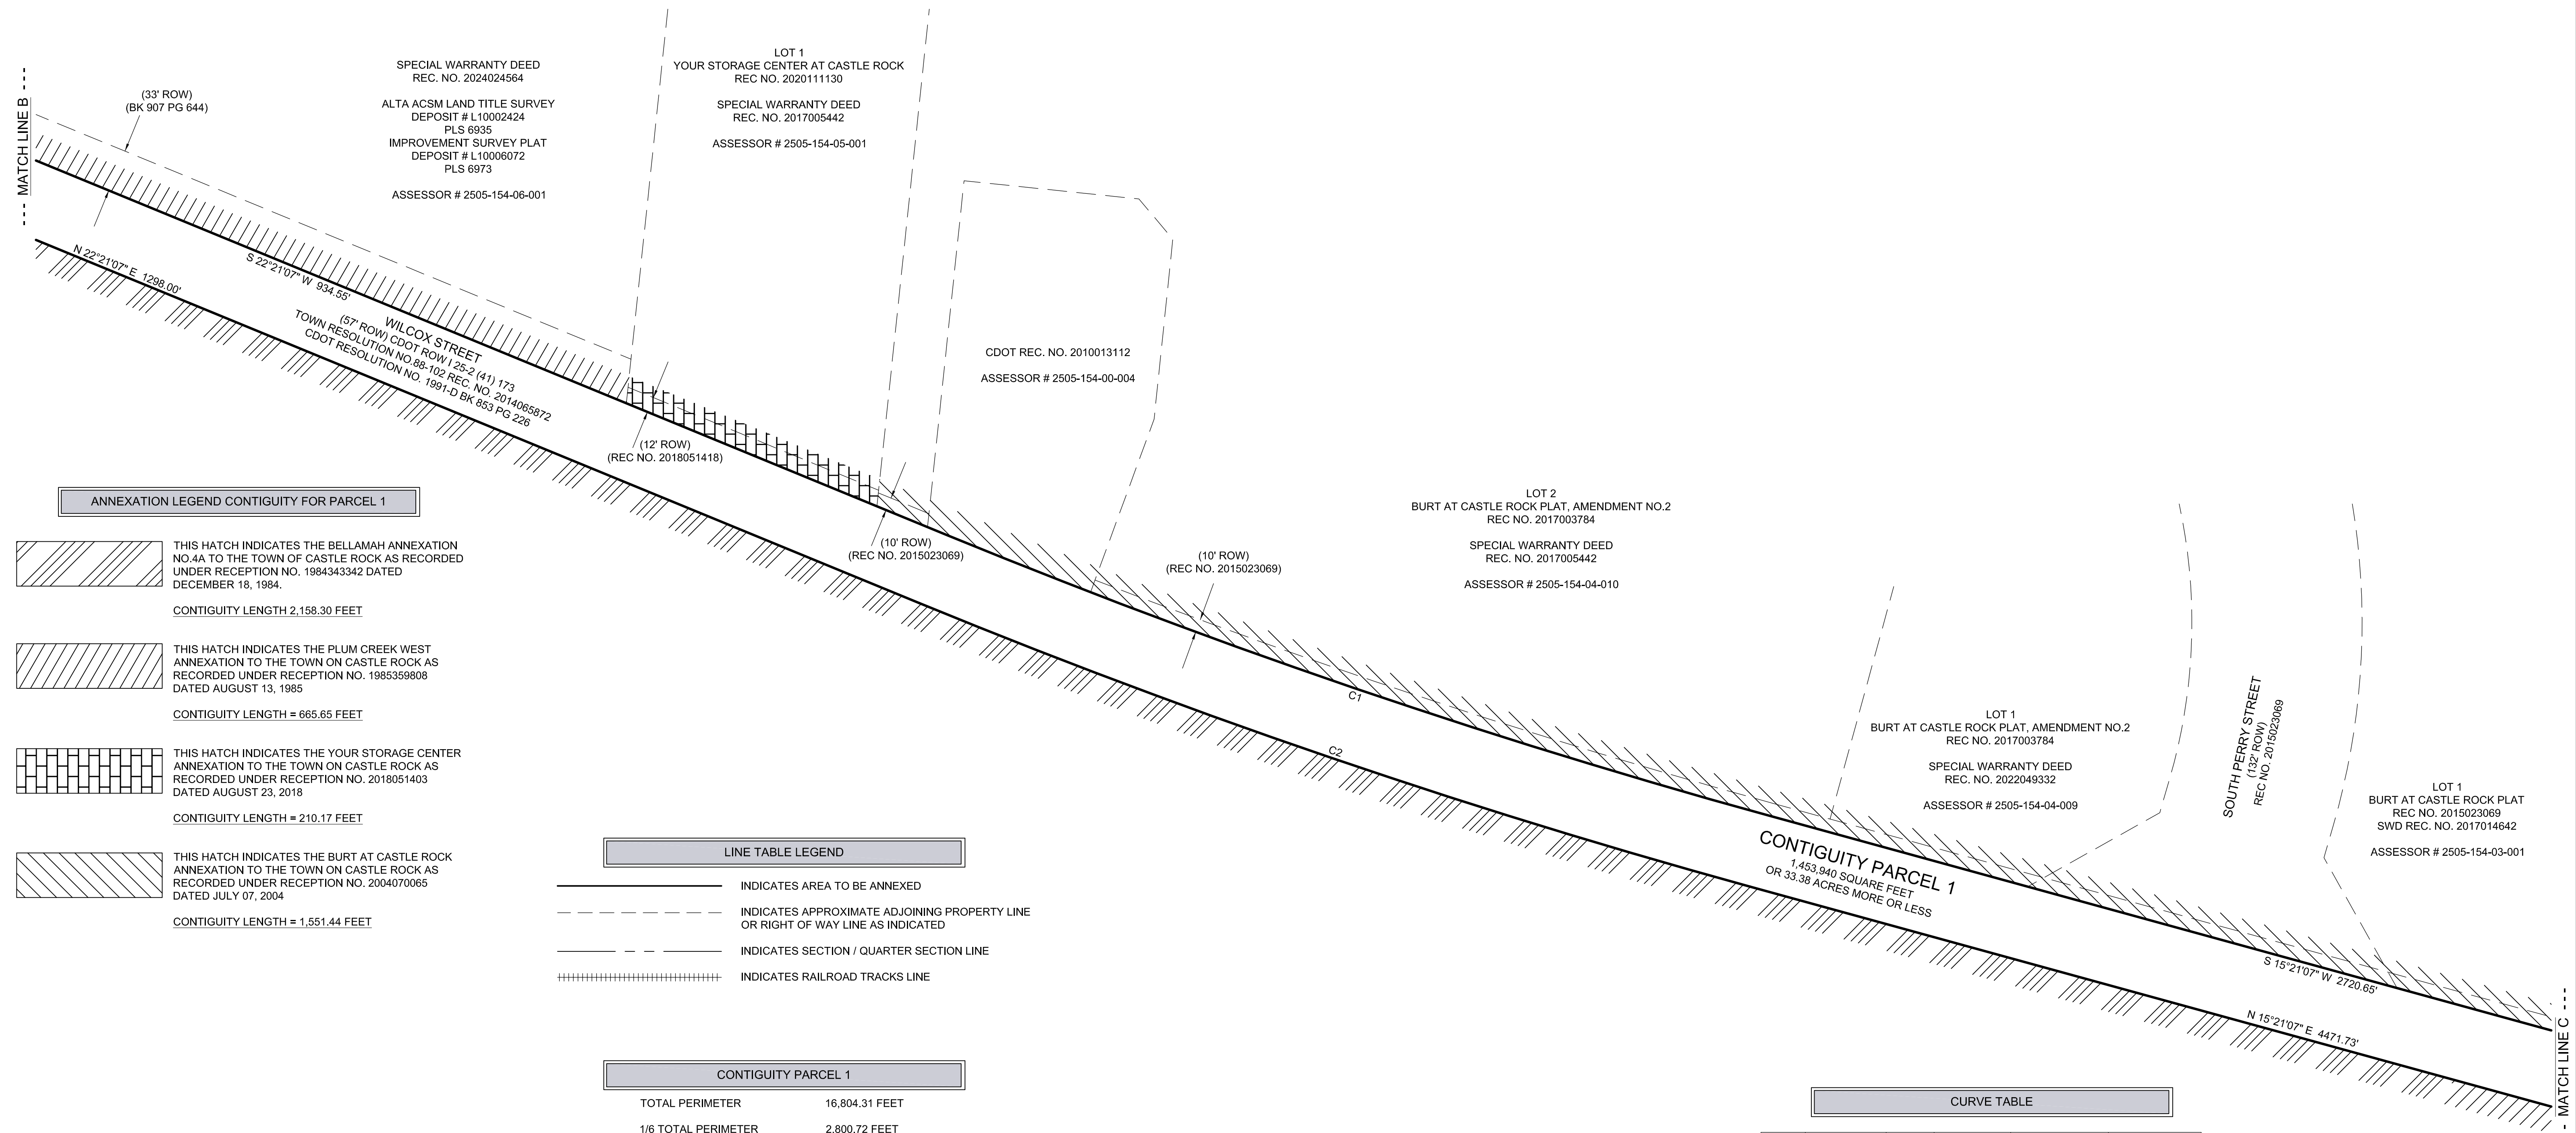 MATCH LINE B
(33' ROW)
(BK 907 PG 644)
SPECIAL WARRANTY DEED
REC. NO. 2024024564
ALTA ACSM LAND TITLE SURVEY
DEPOSIT # L10002424
PLS 6935
IMPROVEMENT SURVEY PLAT
DEPOSIT # L10006072
PLS 6973
ASSESSOR # 2505-154-06-001
LOT 1
YOUR STORAGE CENTER AT CASTLE ROCK
REC NO. 2020111130
SPECIAL WARRANTY DEED
REC. NO. 2017005442
ASSESSOR # 2505-154-05-001
N 22°21'07" E 1298.00'
S 22°21'07" W 934.55'
WILCOX STREET
(57' ROW) CDOT ROW I 25-2 (41) 173
TOWN RESOLUTION NO.88-102 REC. NO. 2014065872
CDOT RESOLUTION NO. 1991-D BK 853 PG 226
(12' ROW)
(REC NO. 2018051418)
CDOT REC. NO. 2010013112
ASSESSOR # 2505-154-00-004
(10' ROW)
(REC NO. 2015023069)
(10' ROW)
(REC NO. 2015023069)
LOT 2
BURT AT CASTLE ROCK PLAT, AMENDMENT NO.2
REC NO. 2017003784
SPECIAL WARRANTY DEED
REC. NO. 2017005442
ASSESSOR # 2505-154-04-010
C1
C2
LOT 1
BURT AT CASTLE ROCK PLAT, AMENDMENT NO.2
REC NO. 2017003784
SPECIAL WARRANTY DEED
REC. NO. 2022049332
ASSESSOR # 2505-154-04-009
SOUTH PERRY STREET
(132' ROW)
REC NO. 2015023069
LOT 1
BURT AT CASTLE ROCK PLAT
REC NO. 2015023069
SWD REC. NO. 2017014642
ASSESSOR # 2505-154-03-001
CONTIGUITY PARCEL 1
1,453,940 SQUARE FEET
OR 33.38 ACRES MORE OR LESS
S 15°21'07" W 2720.65'
N 15°21'07" E 4471.73'
MATCH LINE C
ANNEXATION LEGEND CONTIGUITY FOR PARCEL 1
THIS HATCH INDICATES THE BELLAMAH ANNEXATION
NO.4A TO THE TOWN OF CASTLE ROCK AS RECORDED
UNDER RECEPTION NO. 1984343342 DATED
DECEMBER 18, 1984.
CONTIGUITY LENGTH 2,158.30 FEET
THIS HATCH INDICATES THE PLUM CREEK WEST
ANNEXATION TO THE TOWN ON CASTLE ROCK AS
RECORDED UNDER RECEPTION NO. 1985359808
DATED AUGUST 13, 1985
CONTIGUITY LENGTH = 665.65 FEET
THIS HATCH INDICATES THE YOUR STORAGE CENTER
ANNEXATION TO THE TOWN ON CASTLE ROCK AS
RECORDED UNDER RECEPTION NO. 2018051403
DATED AUGUST 23, 2018
CONTIGUITY LENGTH = 210.17 FEET
THIS HATCH INDICATES THE BURT AT CASTLE ROCK
ANNEXATION TO THE TOWN ON CASTLE ROCK AS
RECORDED UNDER RECEPTION NO. 2004070065
DATED JULY 07, 2004
CONTIGUITY LENGTH = 1,551.44 FEET
LINE TABLE LEGEND
INDICATES AREA TO BE ANNEXED
INDICATES APPROXIMATE ADJOINING PROPERTY LINE
OR RIGHT OF WAY LINE AS INDICATED
INDICATES SECTION / QUARTER SECTION LINE
INDICATES RAILROAD TRACKS LINE
CONTIGUITY PARCEL 1
TOTAL PERIMETER 16,804.31 FEET
1/6 TOTAL PERIMETER 2,800.72 FEET
CURVE TABLE